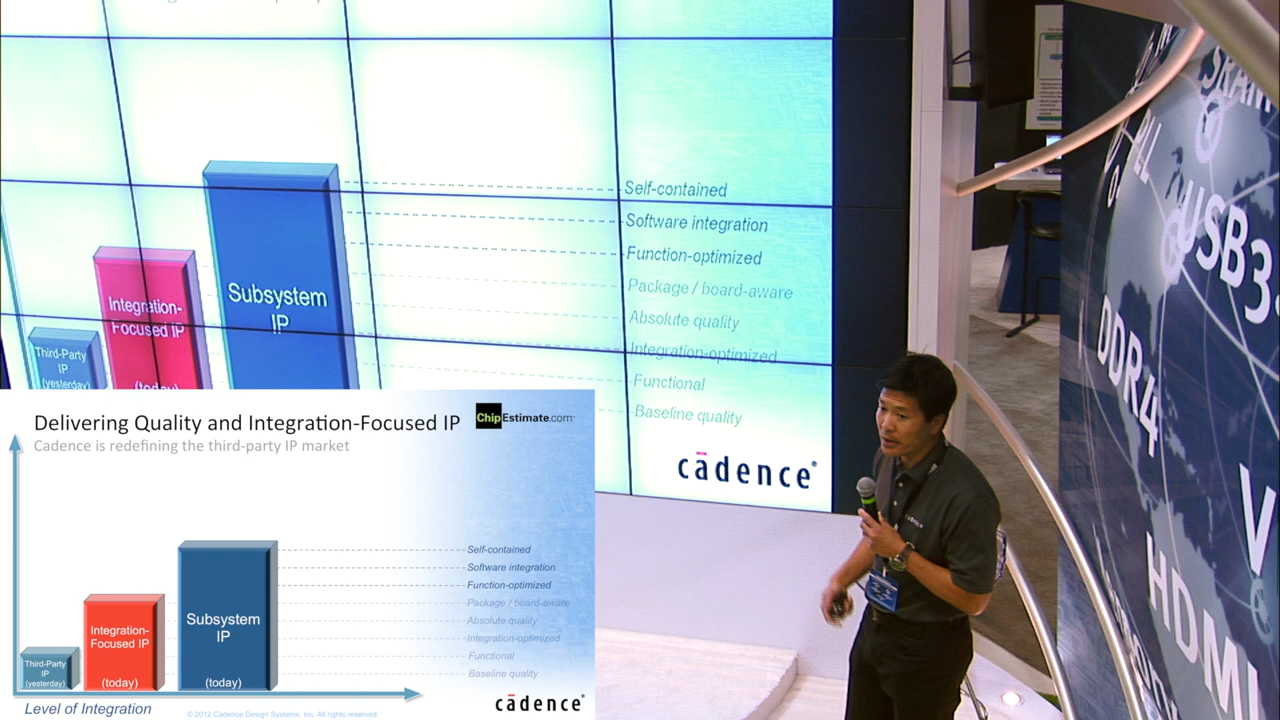 Self-contained
Software integration
Function-optimized
Package / board-aware
Absolute quality
Integration-optimized
Functional
Baseline quality
Subsystem
IP
Integration-
Focused IP
(today)
Third-Party
IP
(yesterday)
cādence®
Delivering Quality and Integration-Focused IP
Cadence is redefining the third-party IP market
ChipEstimate.com™
Self-contained
Software integration
Function-optimized
Package / board-aware
Absolute quality
Integration-optimized
Functional
Baseline quality
Subsystem
IP
(today)
Integration-
Focused IP
(today)
Third-Party
IP
(yesterday)
Level of Integration
© 2012 Cadence Design Systems, Inc. All rights reserved.
cādence®
USB3.
DDR4
V
HDMI